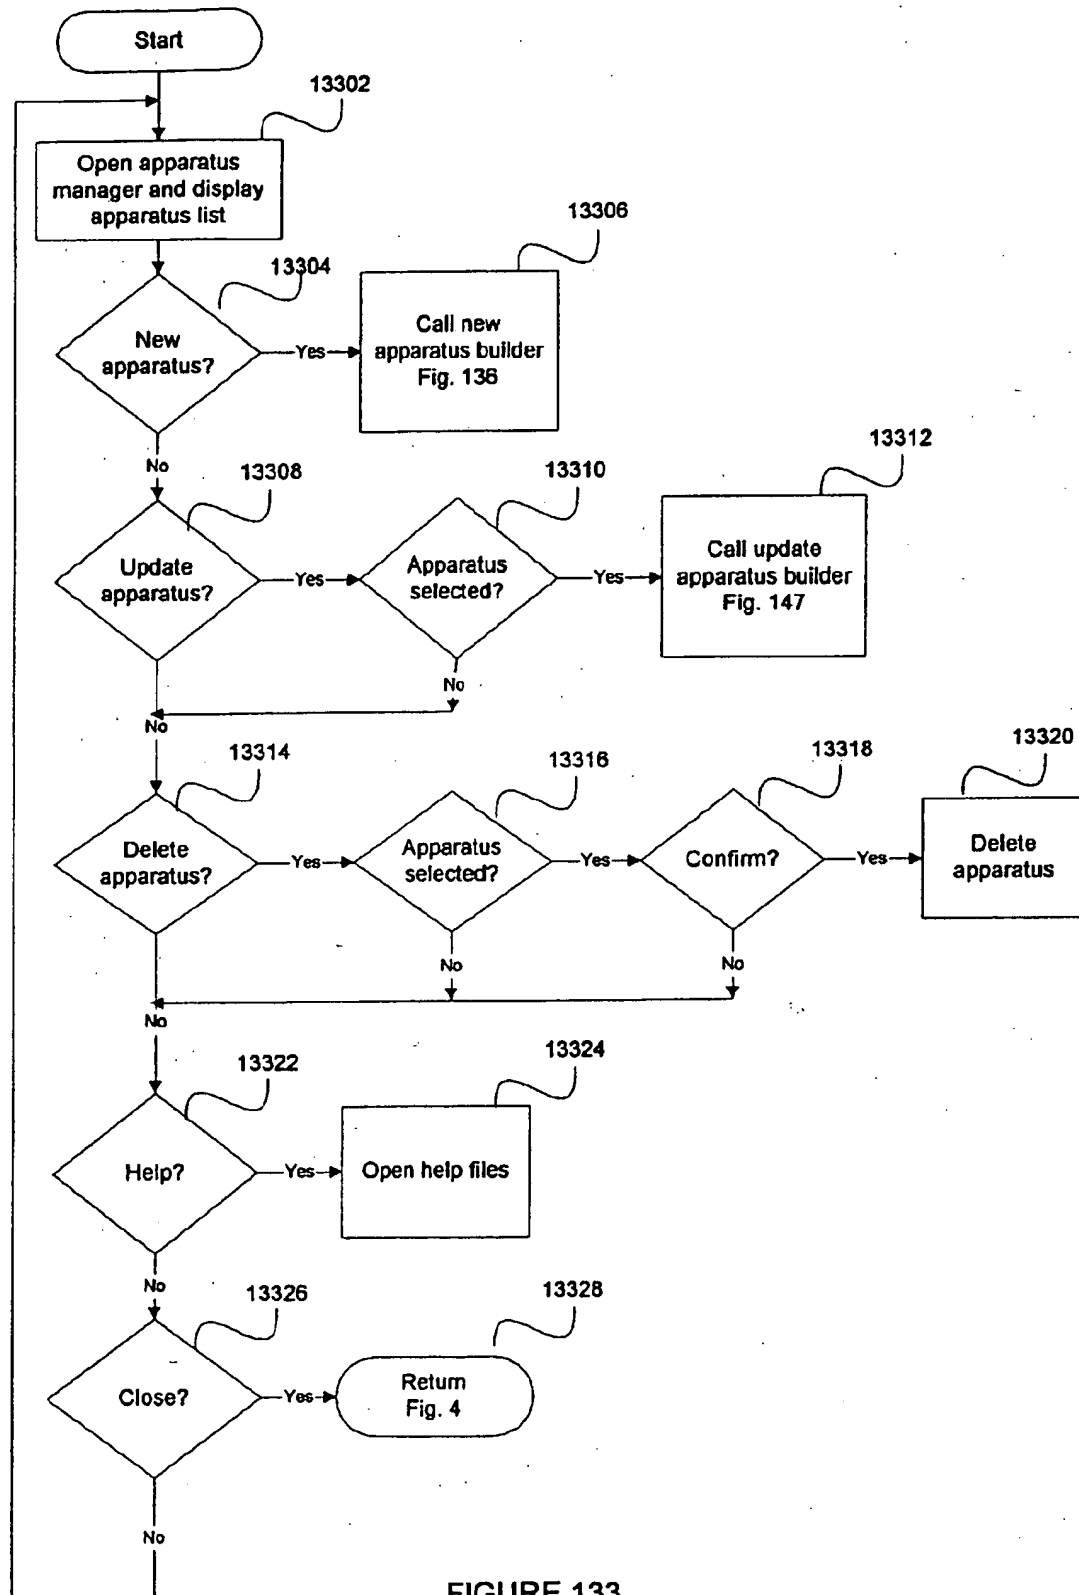 Start
13302
Open apparatus
manager and display
apparatus list
13306
13304
New
apparatus?
Yes
Call new
apparatus builder
Fig. 136
No
13312
13308
13310
Update
apparatus?
Yes
Apparatus
selected?
Yes
Call update
apparatus builder
Fig. 147
No
No
13314
13316
13318
13320
Delete
apparatus?
Yes
Apparatus
selected?
Yes
Confirm?
Yes
Delete
apparatus
No
No
No
13322
13324
Help?
Yes
Open help files
No
13326
13328
Close?
Yes
Return
Fig. 4
No
FIGURE 133